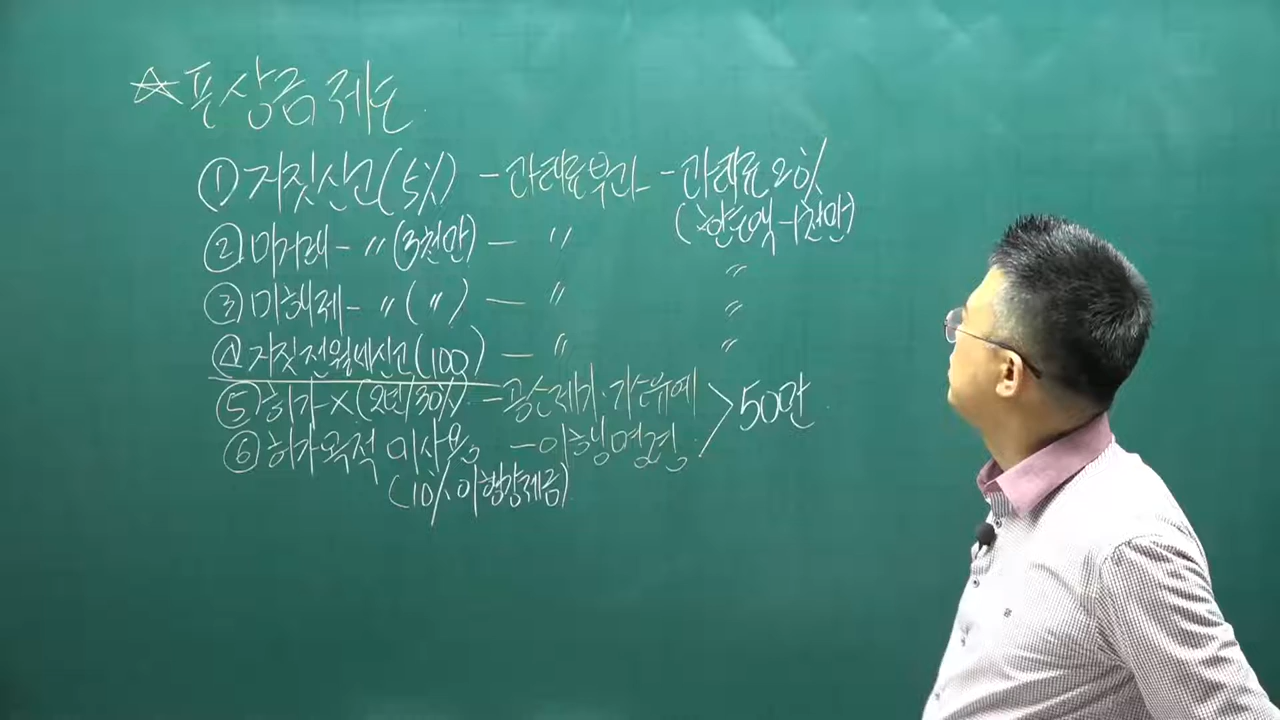 ☆포상금 제도
① 거짓신고(5%) - 과태료부과 - 과태료 20%
(한도액 1천만)
② 미거래 - 〃 (3천만) - 〃 〃
③ 미해제 - 〃 (〃) - 〃 〃
④ 거짓전월세신고(100) - 〃 〃
⑤ 허가 X (2년/30%) - 공소제기·기소유예 > 50만
⑥ 허가목적 미사용 - 이행명령
(10% 이행강제금)